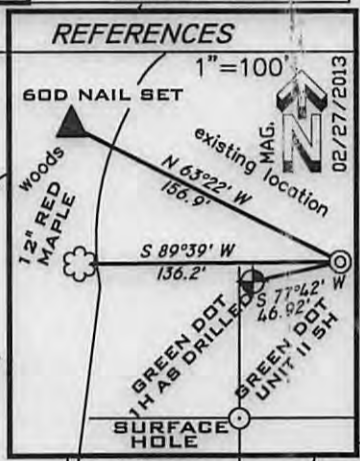 REFERENCES
1"=100'
60D NAIL SET
MAG.
N
02/27/2013
existing location
woods
N 63°22' W
156.9'
12" RED
MAPLE
S 89°39' W
136.2'
S 77°42' W
46.92'
GREEN DOT
1H AS DRILLED
GREEN DOT
UNIT II 5H
SURFACE
HOLE